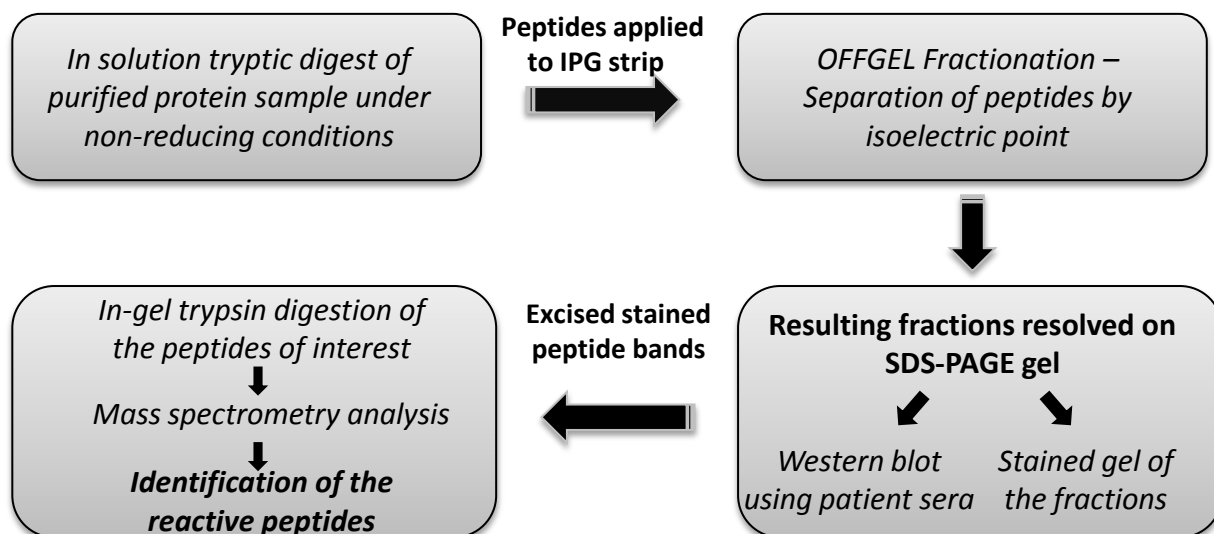 In solution tryptic digest of
purified protein sample under
non-reducing conditions
Peptides applied
to IPG strip
OFFGEL Fractionation –
Separation of peptides by
isoelectric point
Resulting fractions resolved on
SDS-PAGE gel
Western blot
using patient sera
Stained gel of
the fractions
Excised stained
peptide bands
In-gel trypsin digestion of
the peptides of interest
Mass spectrometry analysis
Identification of the
reactive peptides